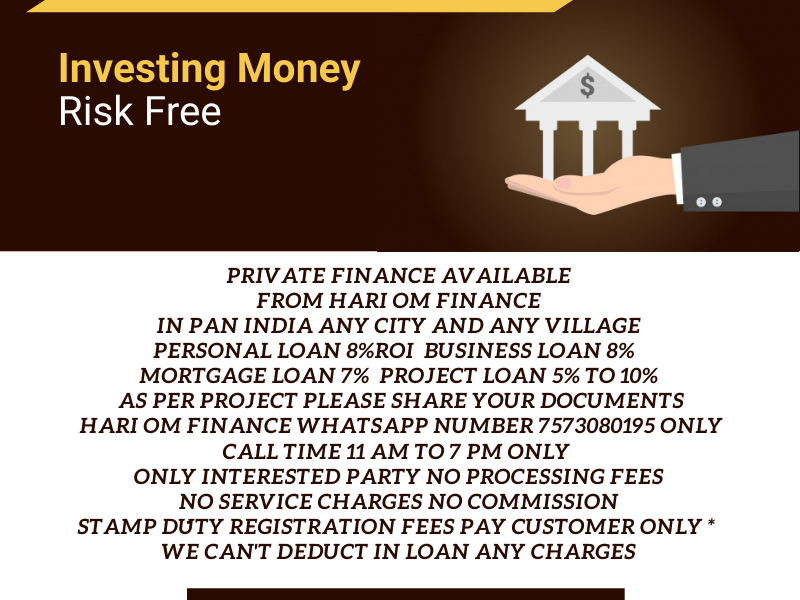 Investing Money
Risk Free
$
PRIVATE FINANCE AVAILABLE
FROM HARI OM FINANCE
IN PAN INDIA ANY CITY AND ANY VILLAGE
PERSONAL LOAN 8%ROI BUSINESS LOAN 8%
MORTGAGE LOAN 7% PROJECT LOAN 5% TO 10%
AS PER PROJECT PLEASE SHARE YOUR DOCUMENTS
HARI OM FINANCE WHATSAPP NUMBER 7573080195 ONLY
CALL TIME 11 AM TO 7 PM ONLY
ONLY INTERESTED PARTY NO PROCESSING FEES
NO SERVICE CHARGES NO COMMISSION
STAMP DUTY REGISTRATION FEES PAY CUSTOMER ONLY *
WE CAN'T DEDUCT IN LOAN ANY CHARGES